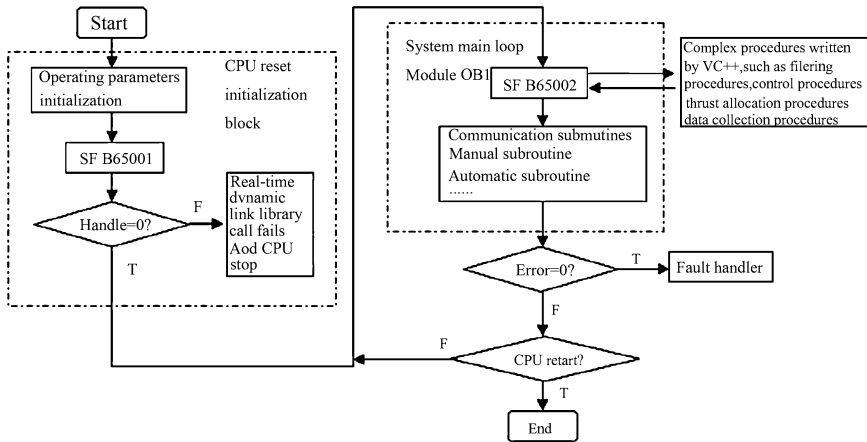 Start
CPU reset
initialization
block
Operating parameters
initialization
SF B65001
Handle=0?
F
T
Real-time
dvnamic
link library
call fails
Aod CPU
stop
System main loop
Module OB1
SF B65002
Complex procedures written
by VC++,such as filering
procedures,control procedures
thrust allocation procedures
data collection procedures
Communication submutines
Manual subroutine
Automatic subroutine
......
Error=0?
T
Fault handler
F
CPU retart?
F
T
End